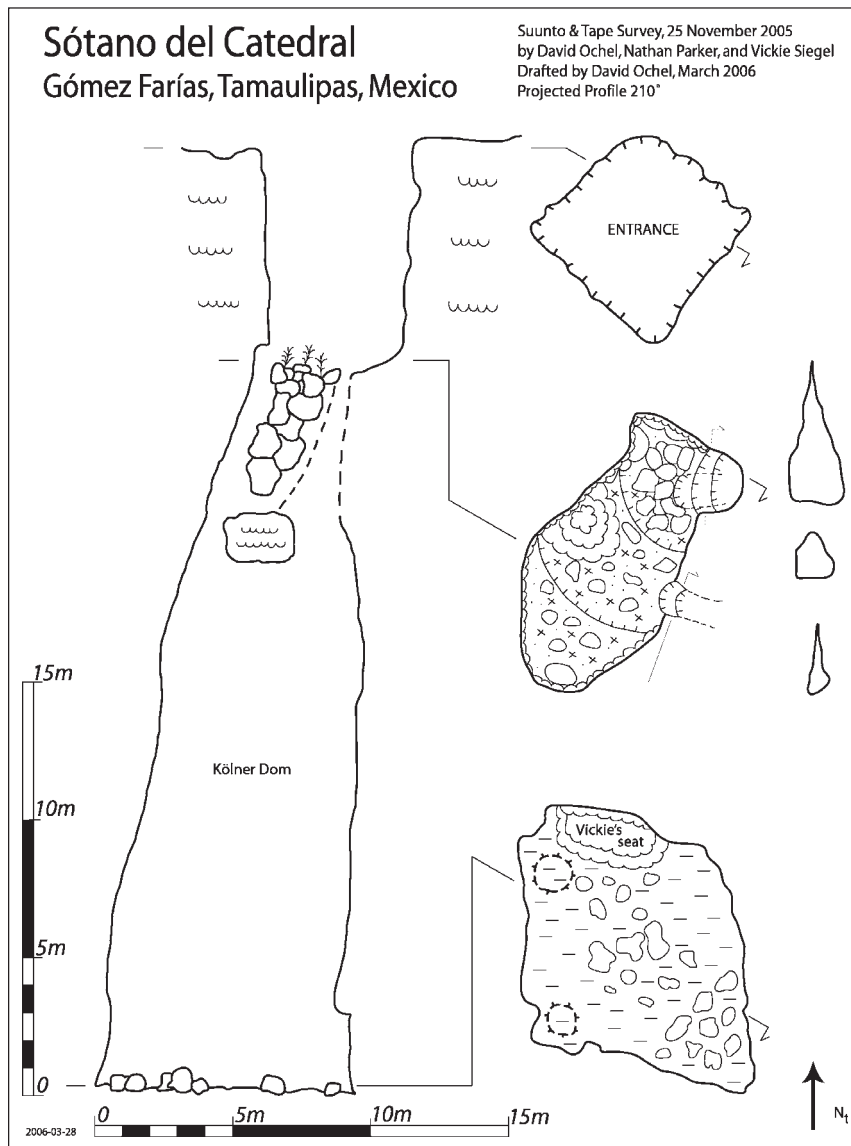 Sótano del Catedral
Gómez Farías, Tamaulipas, Mexico
Suunto & Tape Survey, 25 November 2005
by David Ochel, Nathan Parker, and Vickie Siegel
Drafted by David Ochel, March 2006
Projected Profile 210°
ENTRANCE
15m
Kölner Dom
10m
Vickie's
seat
5m
0
0 5m 10m 15m
2006-03-28
Nt